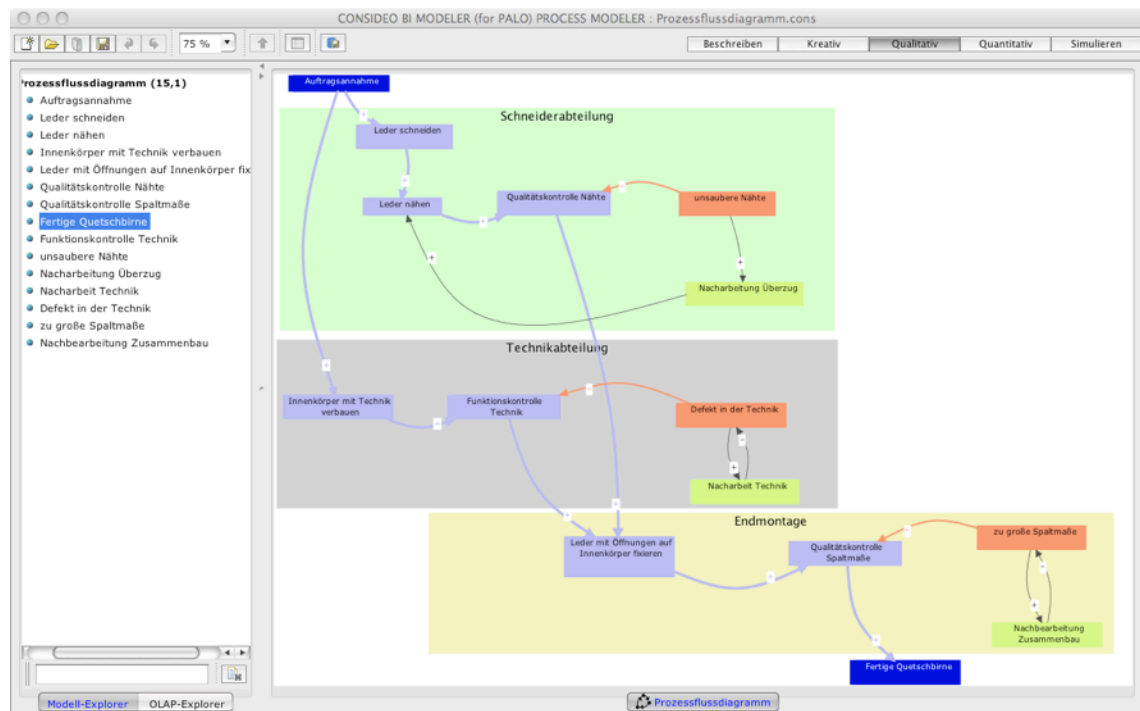 CONSIDEO BI MODELER (for PALO) PROCESS MODELER : Prozessflussdiagramm.cons
75 %
Beschreiben
Kreativ
Qualitativ
Quantitativ
Simulieren
rozessflussdiagramm (15,1)
Auftragsannahme
Leder schneiden
Leder nähen
Innenkörper mit Technik verbauen
Leder mit Öffnungen auf Innenkörper fix
Qualitätskontrolle Nähte
Qualitätskontrolle Spaltmaße
Fertige Quetschbirne
Funktionskontrolle Technik
unsaubere Nähte
Nacharbeitung Überzug
Nacharbeit Technik
Defekt in der Technik
zu große Spaltmaße
Nachbearbeitung Zusammenbau
Modell-Explorer
OLAP-Explorer
Auftragsannahme
+
Schneiderabteilung
Leder schneiden
+
Leder nähen
+
Qualitätskontrolle Nähte
-
unsaubere Nähte
+
+
Nacharbeitung Überzug
Technikabteilung
+
Innenkörper mit Technik
verbauen
+
Funktionskontrolle
Technik
-
Defekt in der Technik
-
+
Nacharbeit Technik
+
+
Endmontage
Leder mit Öffnungen auf
Innenkörper fixieren
+
Qualitätskontrolle
Spaltmaße
-
zu große Spaltmaße
-
+
Nachbearbeitung
Zusammenbau
+
Fertige Quetschbirne
Prozessflussdiagramm